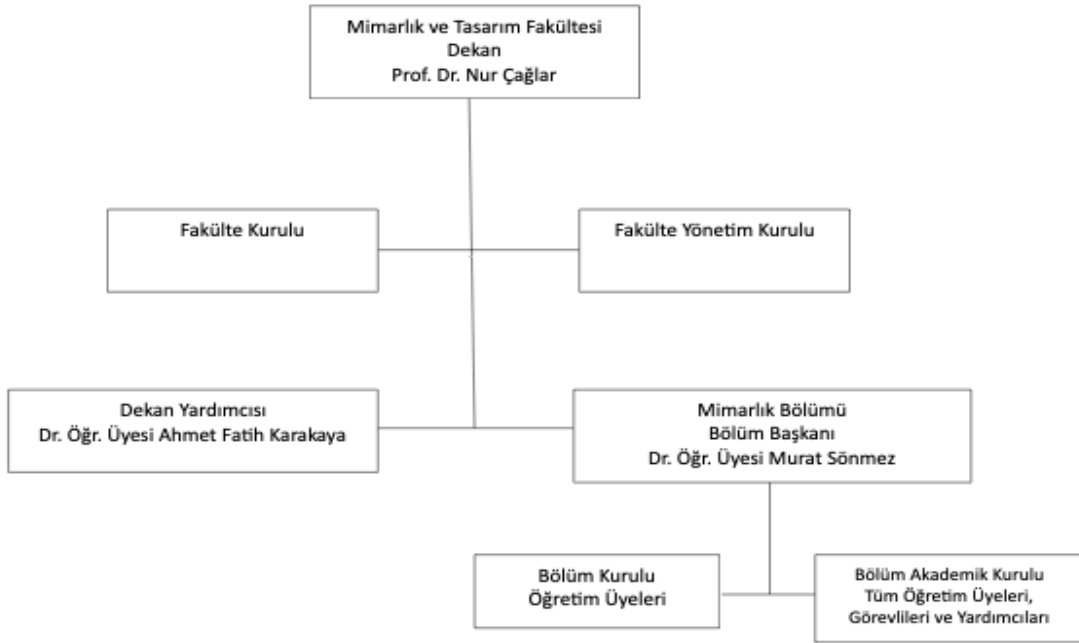 Mimarlık ve Tasarım Fakültesi
Dekan
Prof. Dr. Nur Çağlar
Fakülte Kurulu
Fakülte Yönetim Kurulu
Dekan Yardımcısı
Dr. Öğr. Üyesi Ahmet Fatih Karakaya
Mimarlık Bölümü
Bölüm Başkanı
Dr. Öğr. Üyesi Murat Sönmez
Bölüm Kurulu
Öğretim Üyeleri
Bölüm Akademik Kurulu
Tüm Öğretim Üyeleri,
Görevlileri ve Yardımcıları